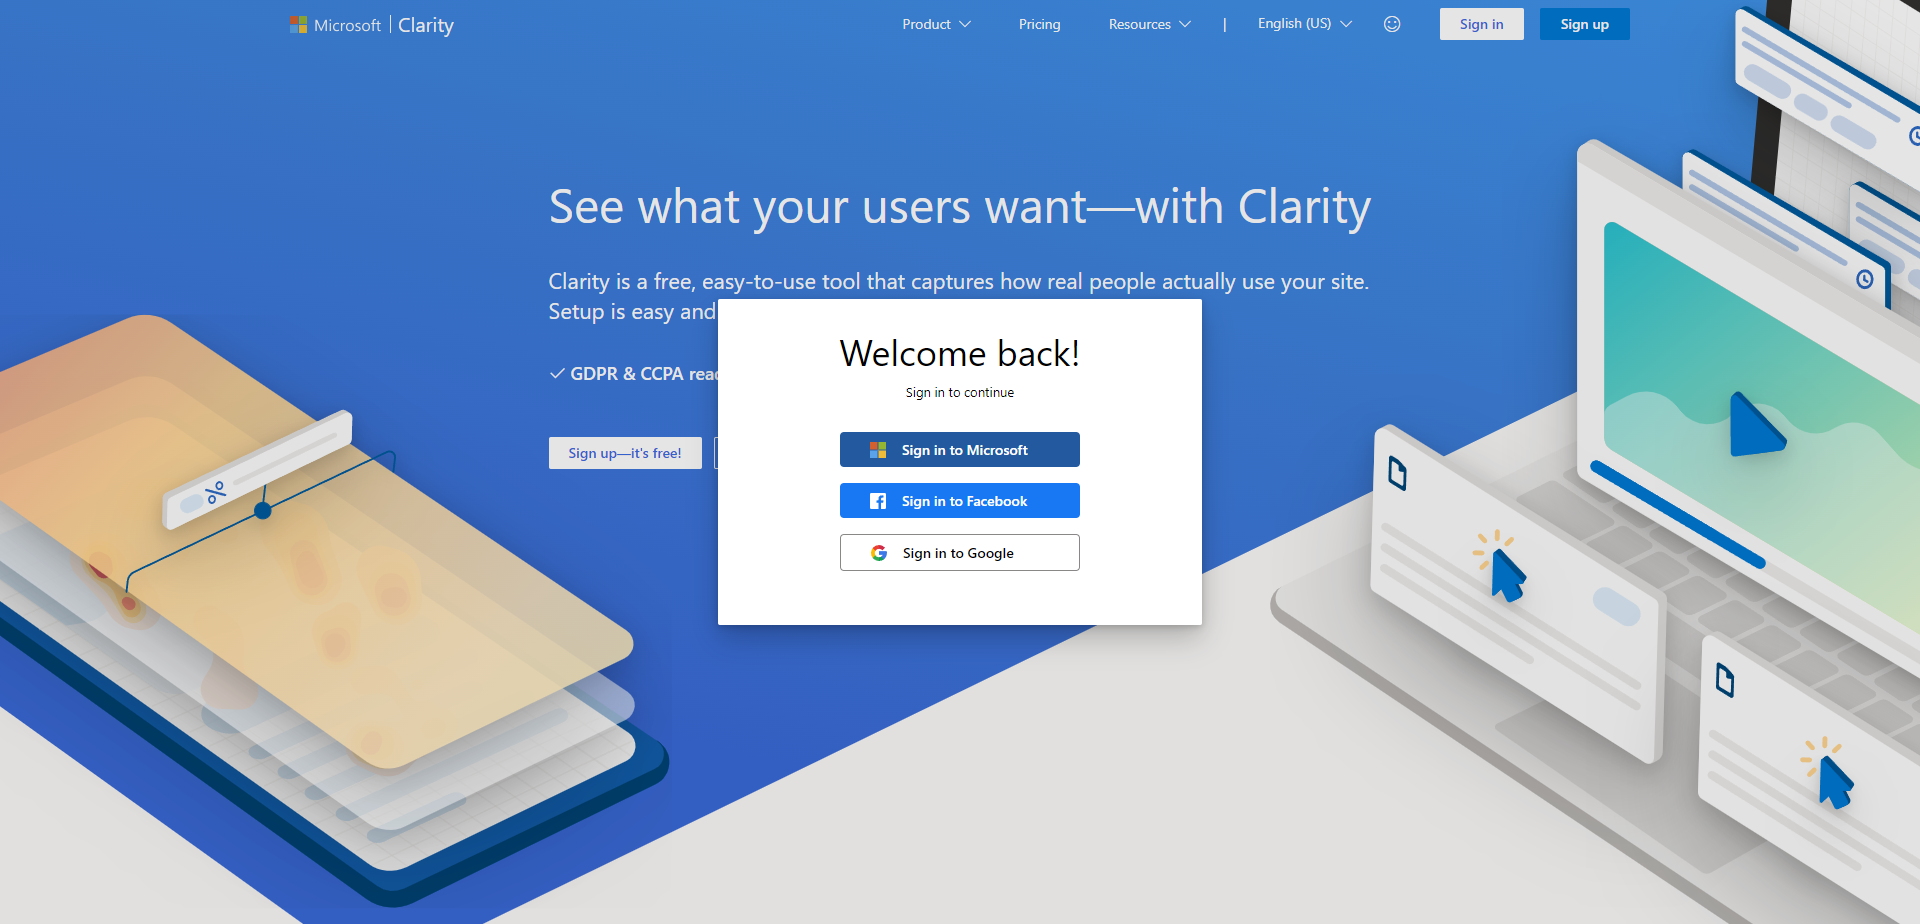 Microsoft | Clarity
Product
Pricing
Resources
|
English (US)
Sign in
Sign up
See what your users want—with Clarity
Clarity is a free, easy-to-use tool that captures how real people actually use your site.
Setup is easy and
✓ GDPR & CCPA
Sign up—it's free!
Welcome back!
Sign in to continue
Sign in to Microsoft
Sign in to Facebook
Sign in to Google
%